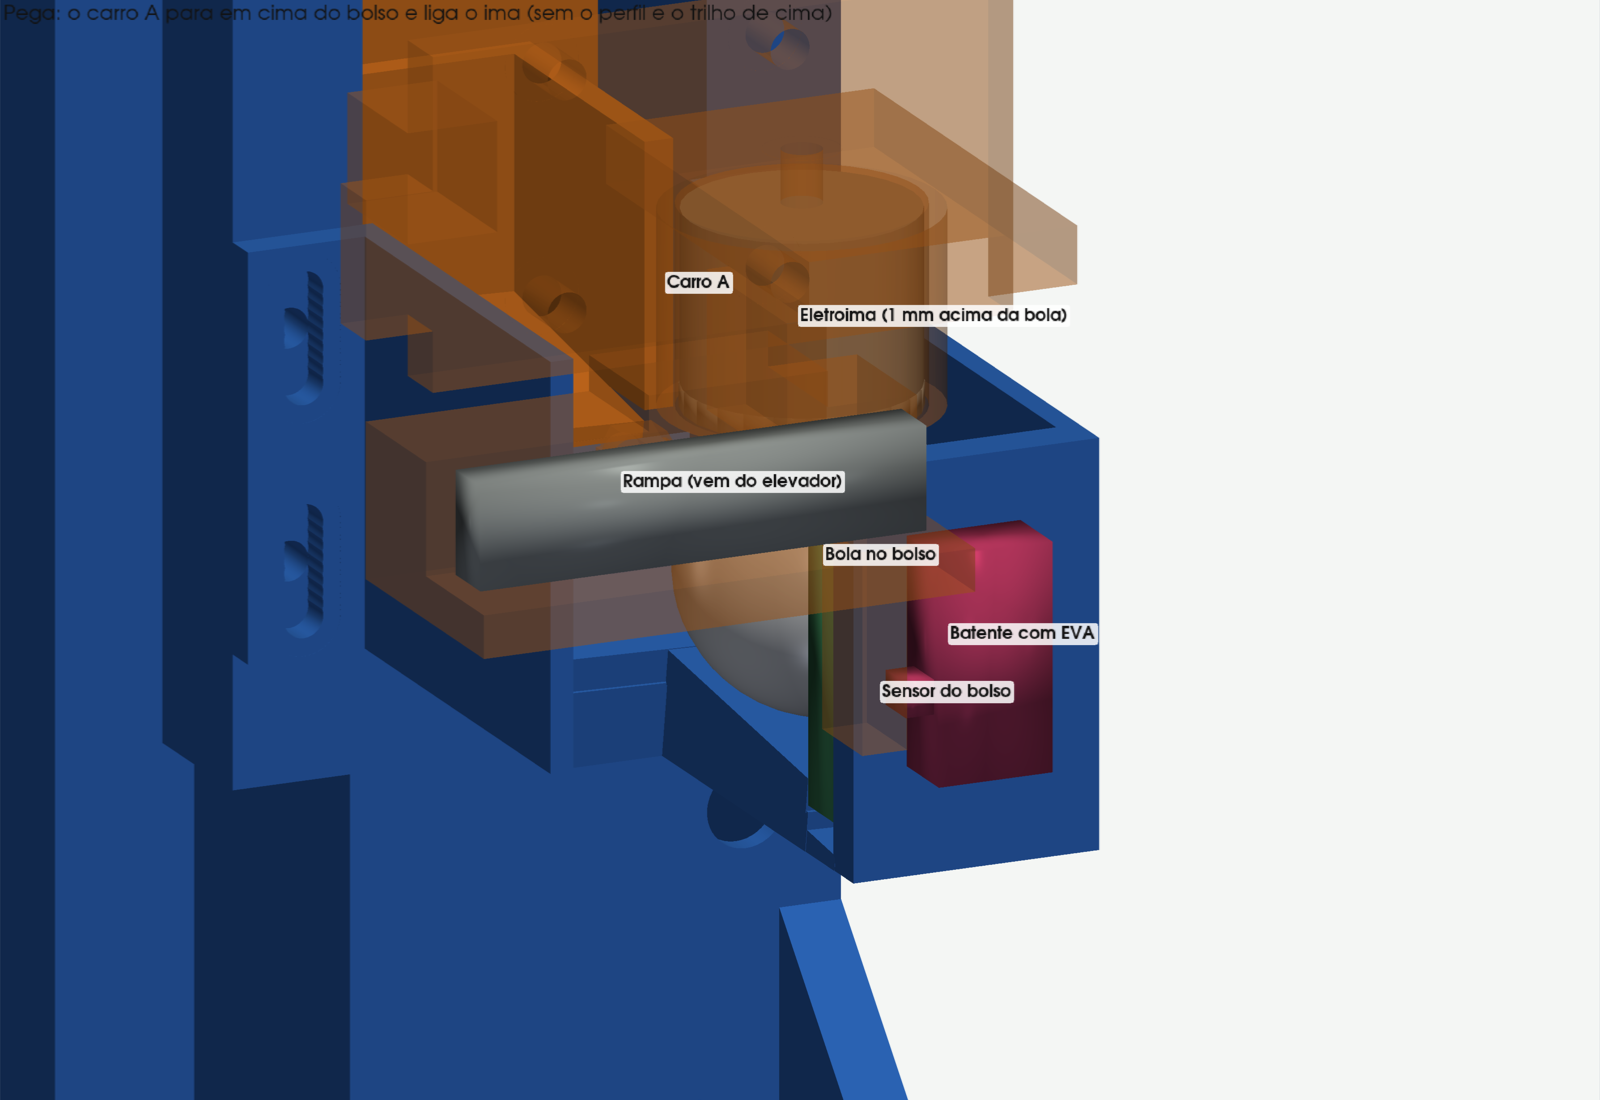 Pega: o carro A para em cima do bolso e liga o ima (sem o perfil e o trilho de cima)
Carro A
Eletroima (1 mm acima da bola)
Rampa (vem do elevador)
Bola no bolso
Batente com EVA
Sensor do bolso